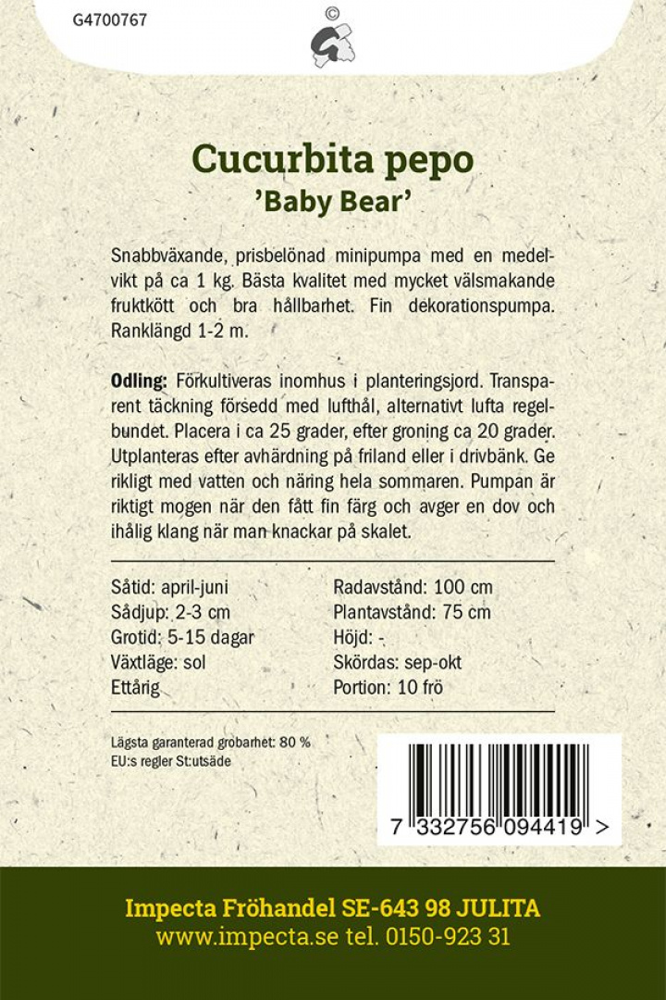 G4700767
©
Cucurbita pepo
’Baby Bear’
Snabbväxande, prisbelönad minipumpa med en medel-
vikt på ca 1 kg. Bästa kvalitet med mycket välsmakande
fruktkött och bra hållbarhet. Fin dekorationspumpa.
Ranklängd 1-2 m.
Odling: Förkultiveras inomhus i planteringsjord. Transpa-
rent täckning försedd med lufthål, alternativt lufta regel-
bundet. Placera i ca 25 grader, efter groning ca 20 grader.
Utplanteras efter avhärdning på friland eller i drivbänk. Ge
rikligt med vatten och näring hela sommaren. Pumpan är
riktigt mogen när den fått fin färg och avger en dov och
ihålig klang när man knackar på skalet.
Såtid: april-juni
Sådjup: 2-3 cm
Grotid: 5-15 dagar
Växtläge: sol
Ettårig
Radavstånd: 100 cm
Plantavstånd: 75 cm
Höjd: -
Skördas: sep-okt
Portion: 10 frö
Lägsta garanterad grobarhet: 80 %
EU:s regler St:utsäde
7 332756 094419 >
Impecta Fröhandel SE-643 98 JULITA
www.impecta.se tel. 0150-923 31